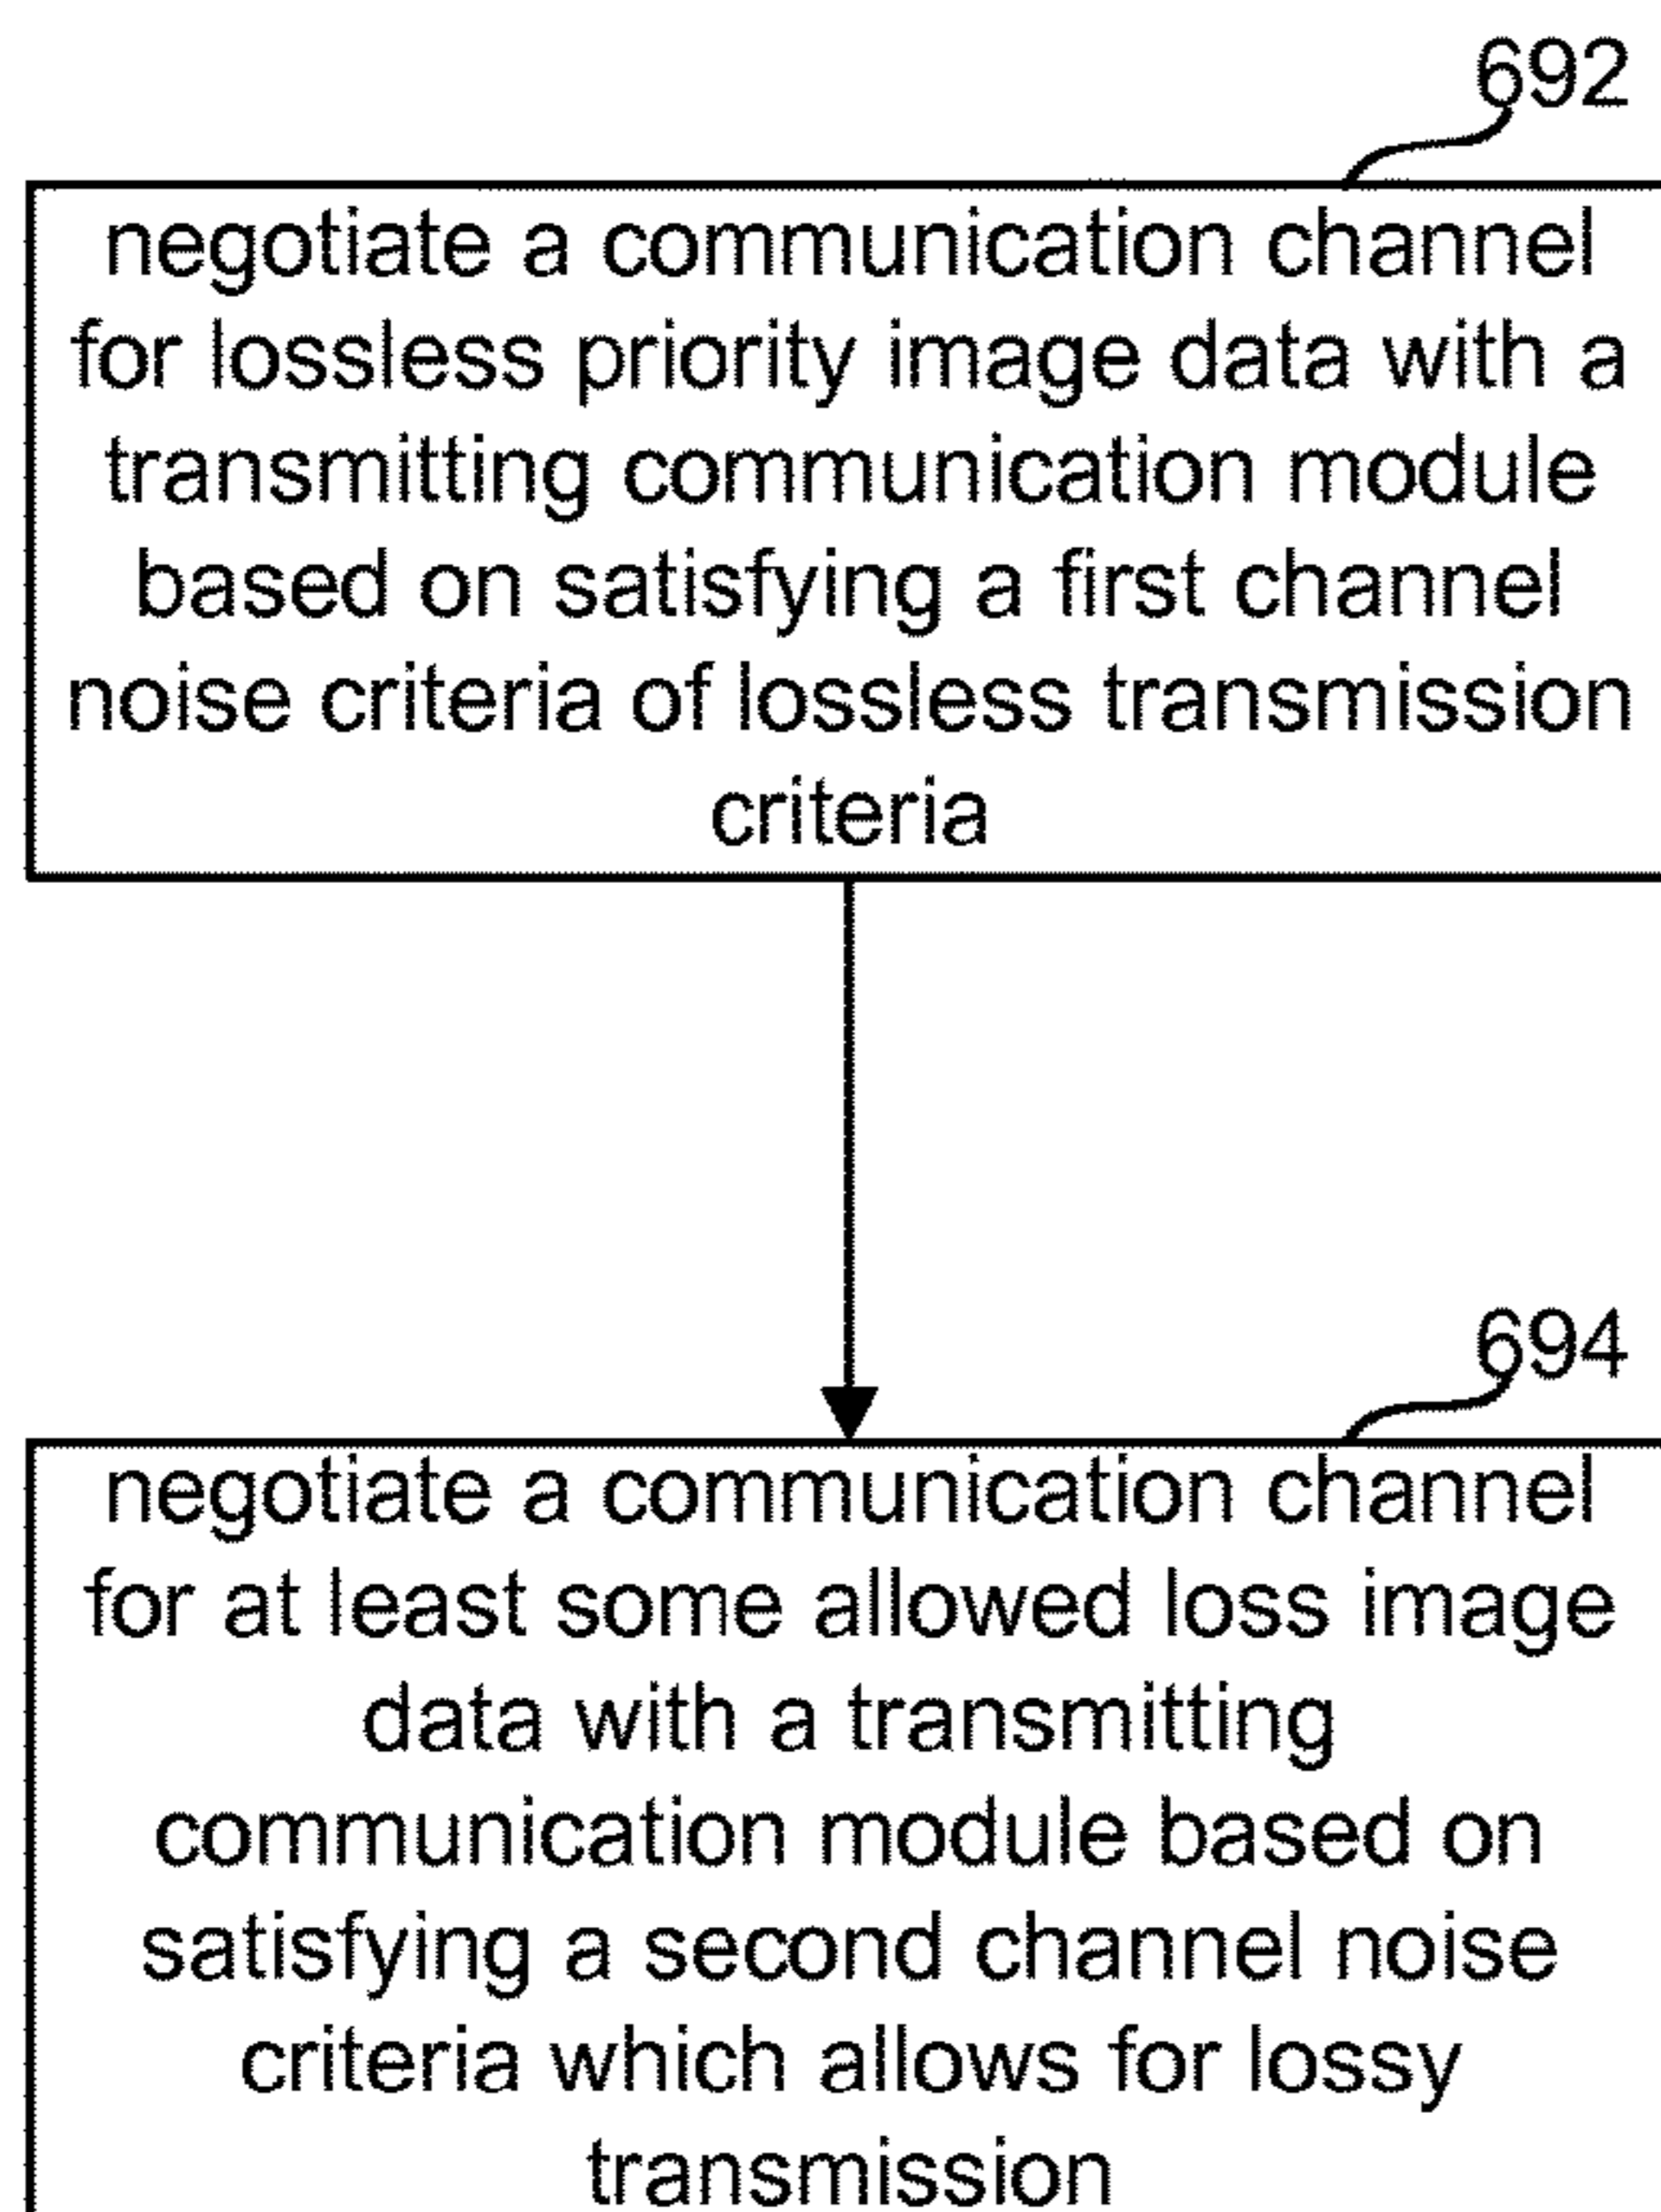 692
negotiate a communication channel
for lossless priority image data with a
transmitting communication module
based on satisfying a first channel
noise criteria of lossless transmission
criteria
694
negotiate a communication channel
for at least some allowed loss image
data with a transmitting
communication module based on
satisfying a second channel noise
criteria which allows for lossy
transmission